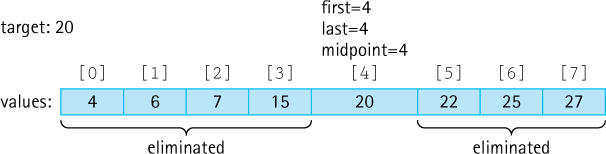 first=4
target: 20
last=4
midpoint=4
[0] [1] [2] [3] [4] [5] [6] [7]
values: 4 6 7 15 20 22 25 27
eliminated eliminated